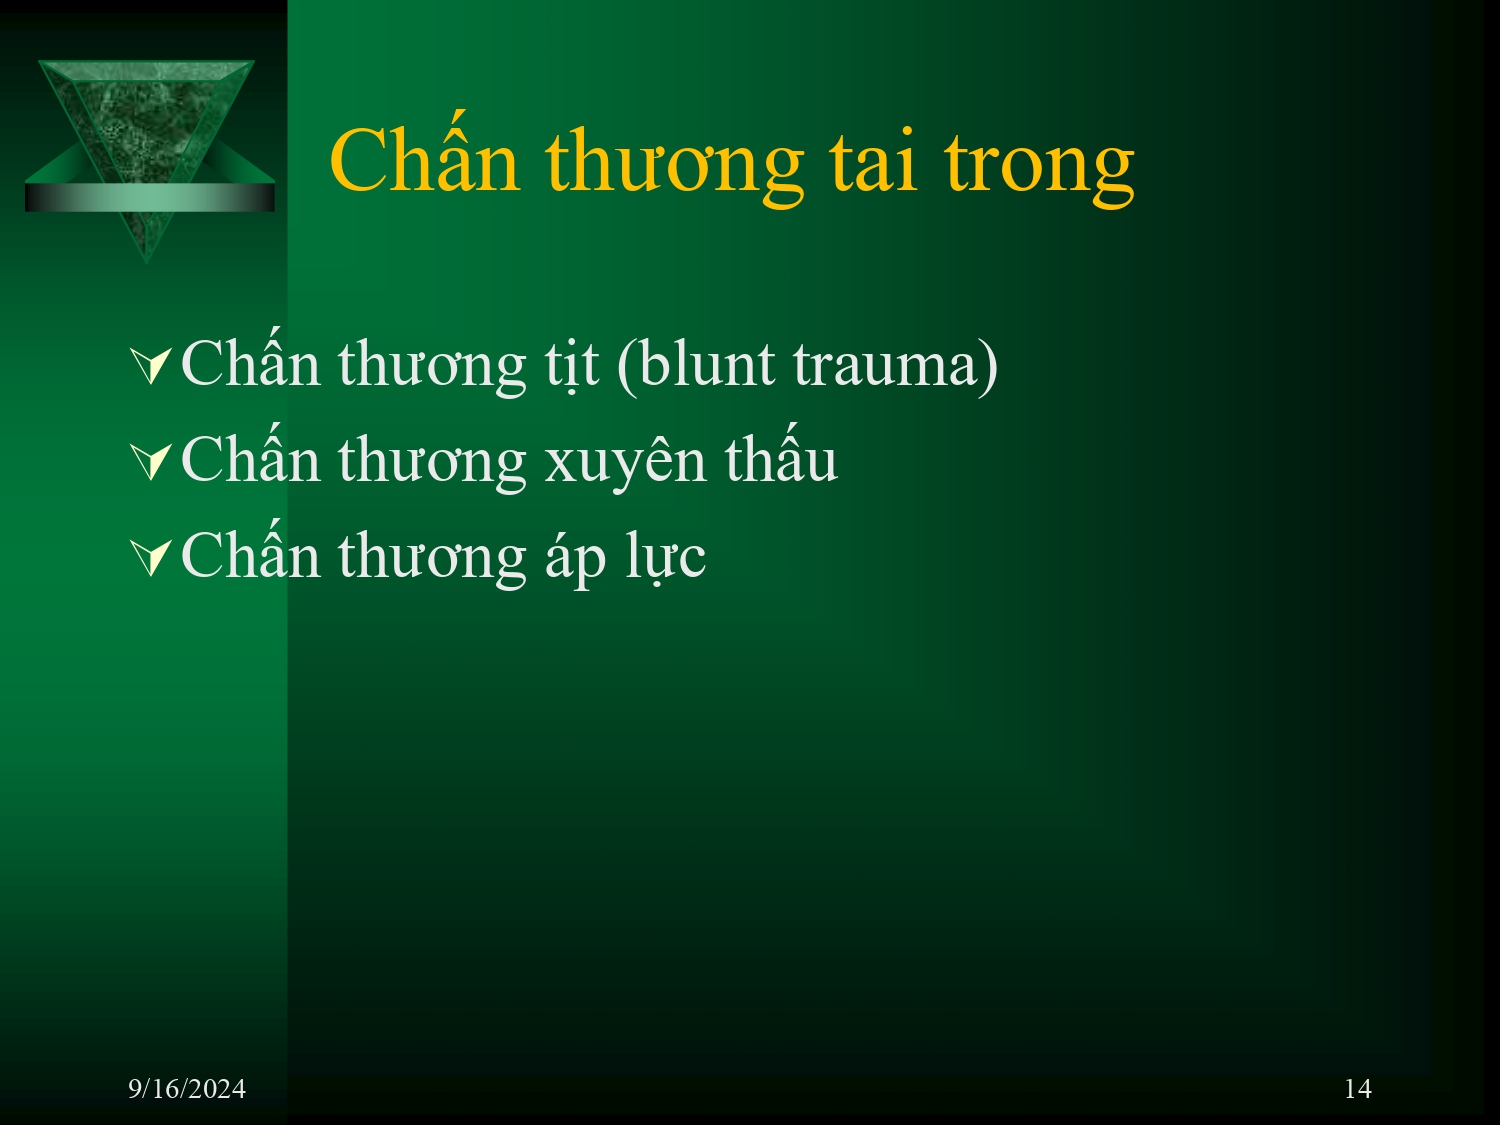 Chấn thương tai trong
Chấn thương tịt (blunt trauma)
Chấn thương xuyên thấu
Chấn thương áp lực
9/16/2024
14